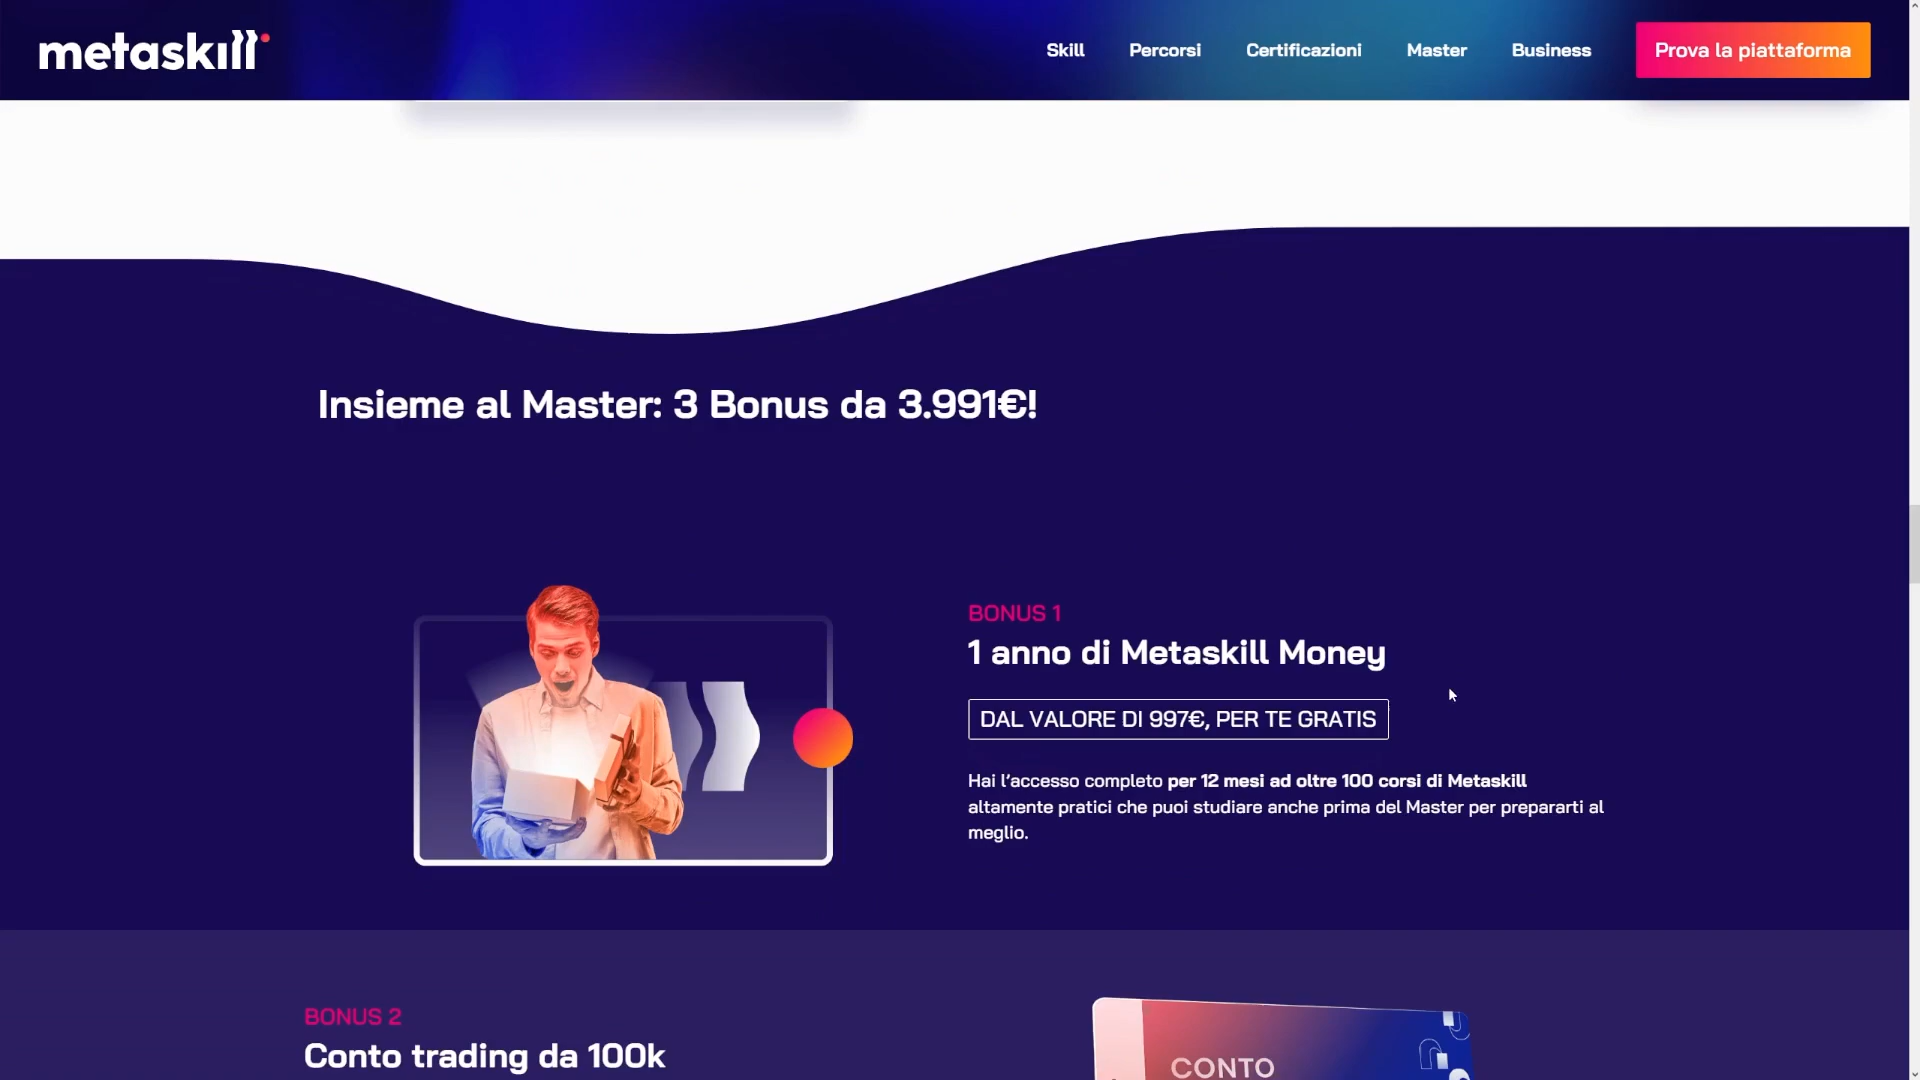 metaskill
Skill
Percorsi
Certificazioni
Master
Business
Prova la piattaforma
Insieme al Master: 3 Bonus da 3.991€!
BONUS 1
1 anno di Metaskill Money
DAL VALORE DI 997€, PER TE GRATIS
Hai l’accesso completo per 12 mesi ad oltre 100 corsi di Metaskill
altamente pratici che puoi studiare anche prima del Master per prepararti al
meglio.
BONUS 2
Conto trading da 100k
CONTO